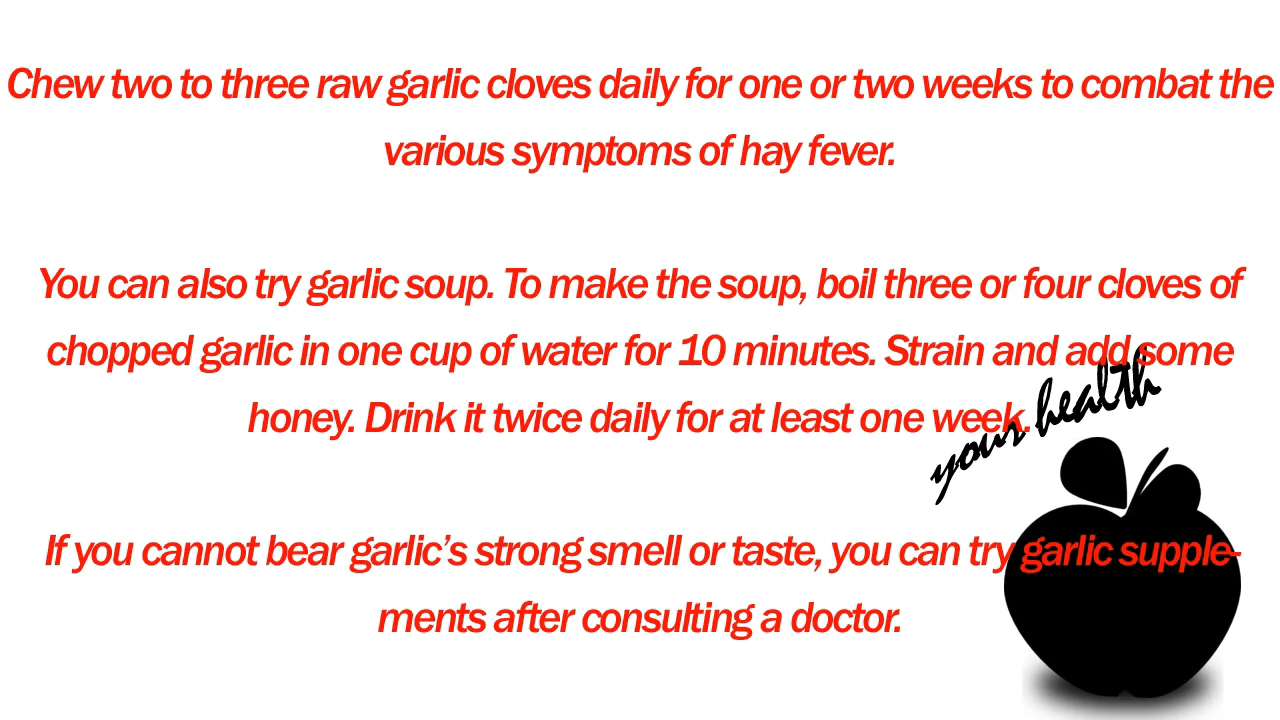 Chew two to three raw garlic cloves daily for one or two weeks to combat the
various symptoms of hay fever.
You can also try garlic soup. To make the soup, boil three or four cloves of
chopped garlic in one cup of water for 10 minutes. Strain and add some
honey. Drink it twice daily for at least one week.
your health
If you cannot bear garlic’s strong smell or taste, you can try garlic supple-
ments after consulting a doctor.